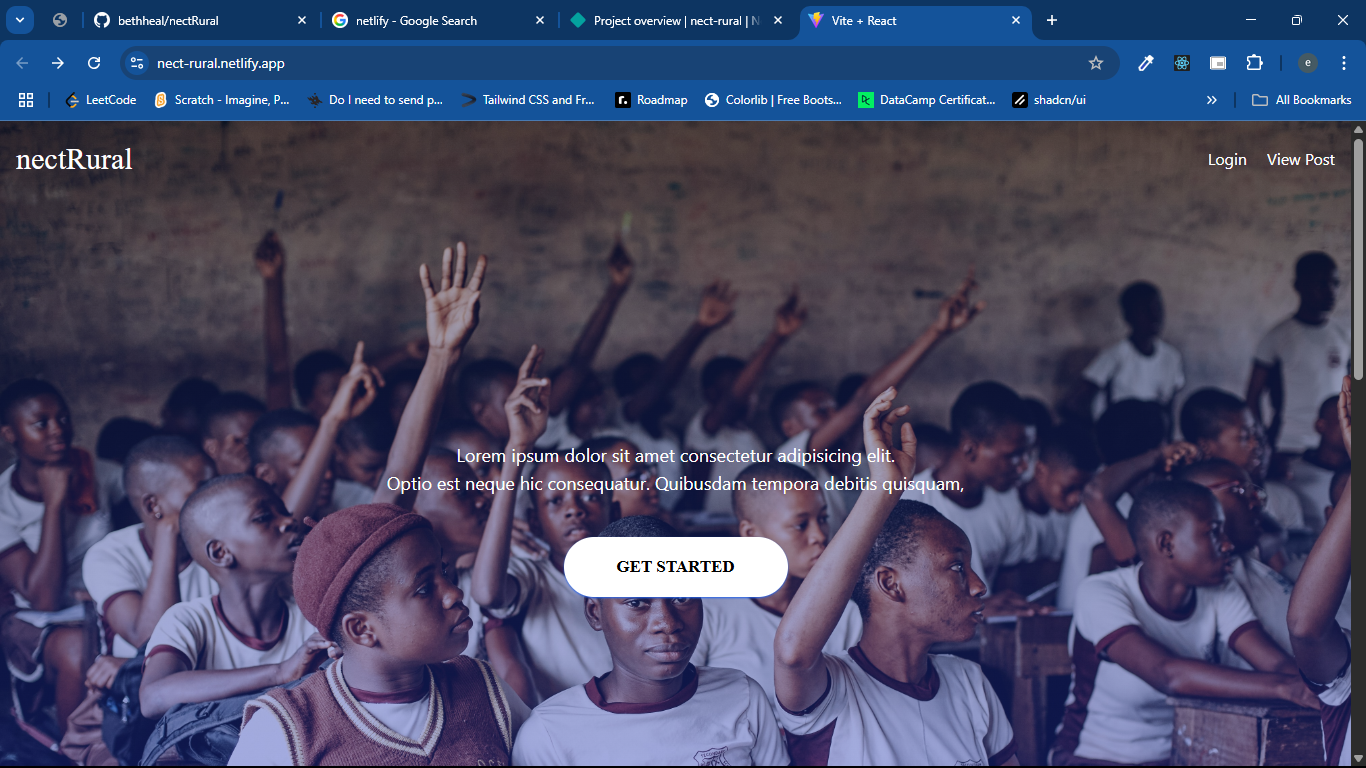 bethheal/nectRural
netlify - Google Search
Project overview | nect-rural | N
Vite + React
nect-rural.netlify.app
e
LeetCode
Scratch - Imagine, P...
Do I need to send p...
Tailwind CSS and Fr...
Roadmap
Colorlib | Free Boots...
DataCamp Certificat...
shadcn/ui
All Bookmarks
nectRural
Login
View Post
Lorem ipsum dolor sit amet consectetur adipisicing elit.
Optio est neque hic consequatur. Quibusdam tempora debitis quisquam,
GET STARTED